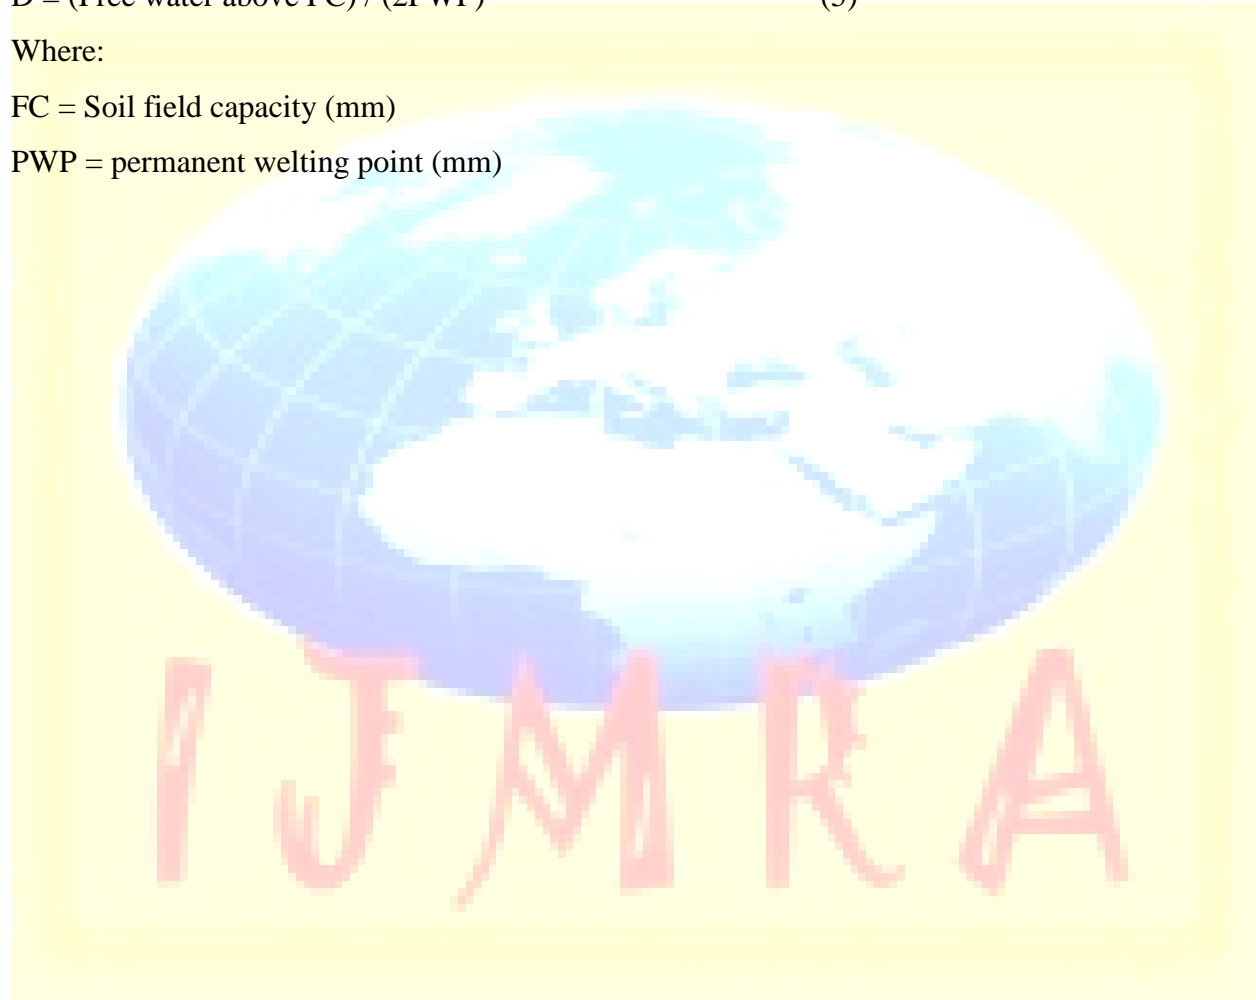 D = (Free water above FC) / (2PWP) (5)
Where:
FC = Soil field capacity (mm)
PWP = permanent welting point (mm)
IJMRA